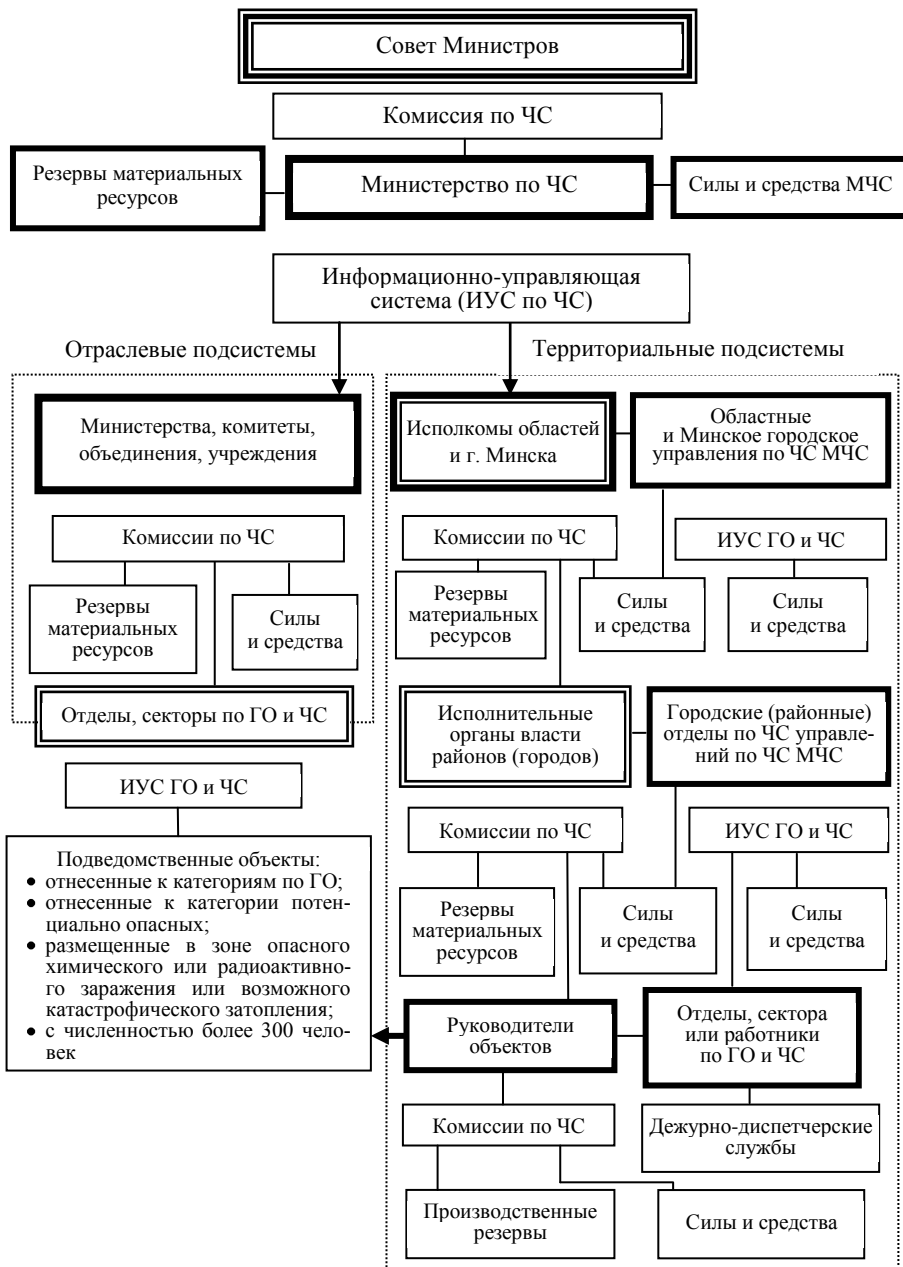 Совет Министров
Комиссия по ЧС
Резервы материальных
ресурсов
Министерство по ЧС
Силы и средства МЧС
Информационно-управляющая
система (ИУС по ЧС)
Отраслевые подсистемы
Территориальные подсистемы
Министерства, комитеты,
объединения, учреждения
Исполкомы областей
и г. Минска
Областные
и Минское городское
управления по ЧС МЧС
Комиссии по ЧС
Резервы
материальных
ресурсов
Силы
и средства
Комиссии по ЧС
ИУС ГО и ЧС
Резервы
материальных
ресурсов
Силы
и средства
Силы
и средства
Отделы, секторы по ГО и ЧС
Исполнительные
органы власти
районов (городов)
Городские (районные)
отделы по ЧС управле-
ний по ЧС МЧС
ИУС ГО и ЧС
Подведомственные объекты:
• отнесенные к категориям по ГО;
• отнесенные к категории потен-
циально опасных;
• размещенные в зоне опасного
химического или радиоактивно-
го заражения или возможного
катастрофического затопления;
• с численностью более 300 чело-
век
Комиссии по ЧС
ИУС ГО и ЧС
Резервы
материальных
ресурсов
Силы
и средства
Силы
и средства
Руководители
объектов
Отделы, сектора
или работники
по ГО и ЧС
Комиссии по ЧС
Дежурно-диспетчерские
службы
Производственные
резервы
Силы и средства